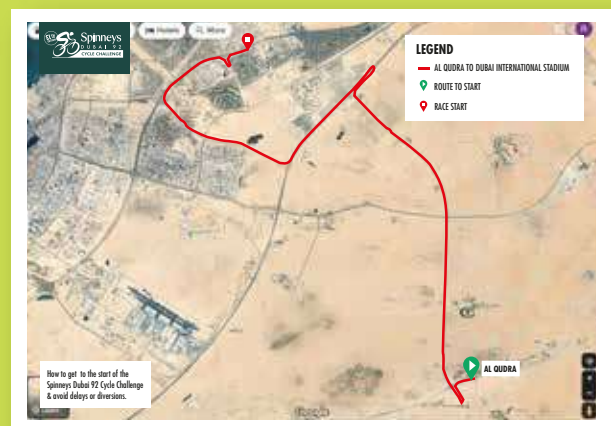 Spinneys
DUBAI 92
CYCLE CHALLENGE
Hotels
More
LEGEND
AL QUDRA TO DUBAI INTERNATIONAL STADIUM
ROUTE TO START
RACE START
AL QUDRA
How to get to the start of the
Spinneys Dubai 92 Cycle Challenge
& avoid delays or diversions.
Google